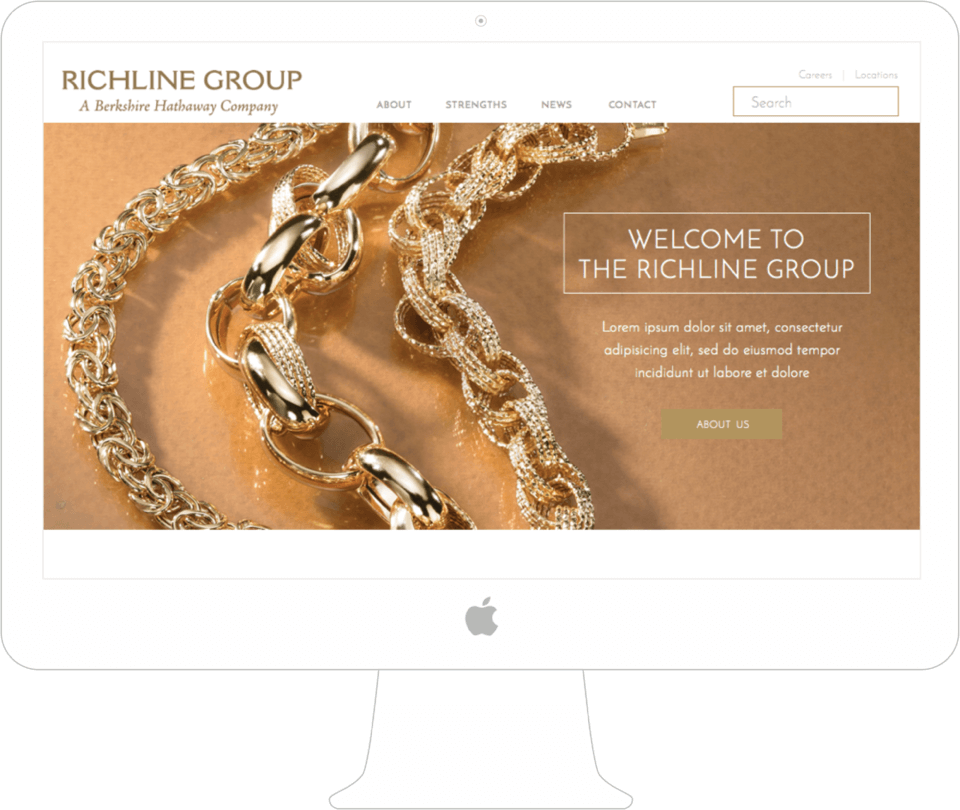 RICHLINE GROUP
A Berkshire Hathaway Company
ABOUT STRENGTHS NEWS CONTACT
Careers | Locations
Search
WELCOME TO
THE RICHLINE GROUP
Lorem ipsum dolor sit amet, consectetur
adipisicing elit, sed do eiusmod tempor
incididunt ut labore et dolore
ABOUT US